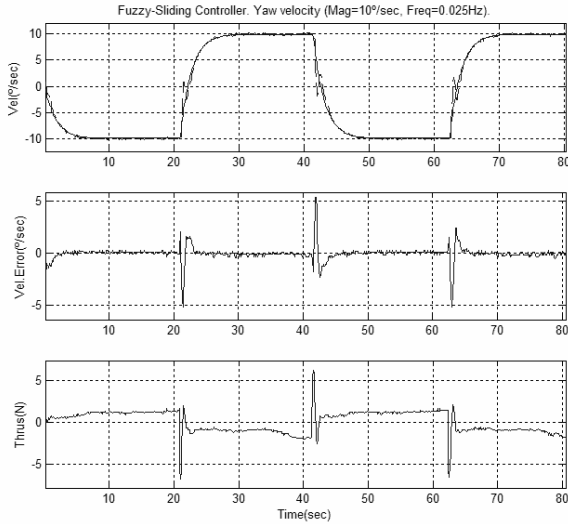 Fuzzy-Sliding Controller. Yaw velocity (Mag=10º/sec, Freq=0.025Hz).
Vel(º/sec)
10
5
0
-5
-10
10 20 30 40 50 60 70 80
Vel.Error(º/sec)
5
0
-5
10 20 30 40 50 60 70 80
Thrus(N)
5
0
-5
10 20 30 40 50 60 70 80
Time(sec)